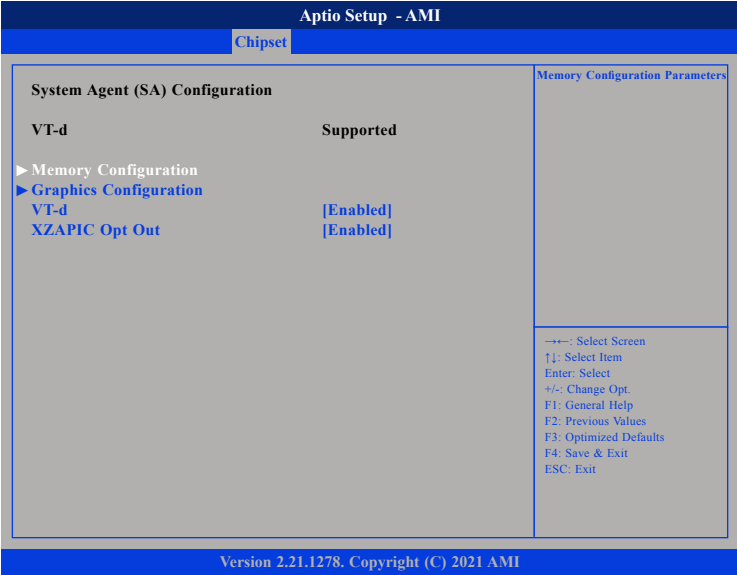 Aptio Setup - AMI
Chipset
System Agent (SA) Configuration
VT-d Supported
▶ Memory Configuration
▶ Graphics Configuration
VT-d [Enabled]
XZAPIC Opt Out [Enabled]
Memory Configuration Parameters
→←: Select Screen
↑↓: Select Item
Enter: Select
+/-: Change Opt.
F1: General Help
F2: Previous Values
F3: Optimized Defaults
F4: Save & Exit
ESC: Exit
Version 2.21.1278. Copyright (C) 2021 AMI